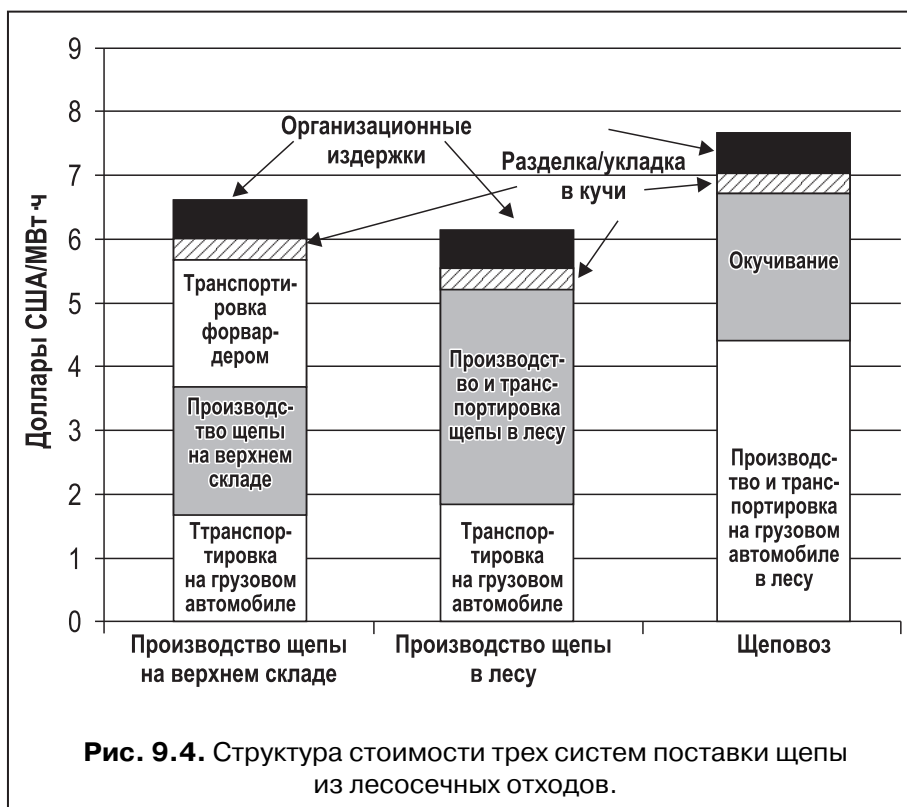 9
8
7
6
5
4
3
2
1
0
Доллары США/МВт·ч
Организационные
издержки
Разделка/укладка
в кучи
Транспорти-
ровка
форвар-
дером
Производс-
тво щепы
на верхнем
складе
Ттранспор-
тировка
на грузовом
автомобиле
Производст-
во и транс-
портировка
щепы в лесу
Транспор-
тировка
на грузовом
автомобиле
Окучивание
Производс-
тво и транс-
портировка
на грузовом
автомобиле
в лесу
Производство щепы
на верхнем складе
Производство щепы
в лесу
Щеповоз
Рис. 9.4. Структура стоимости трех систем поставки щепы
из лесосечных отходов.